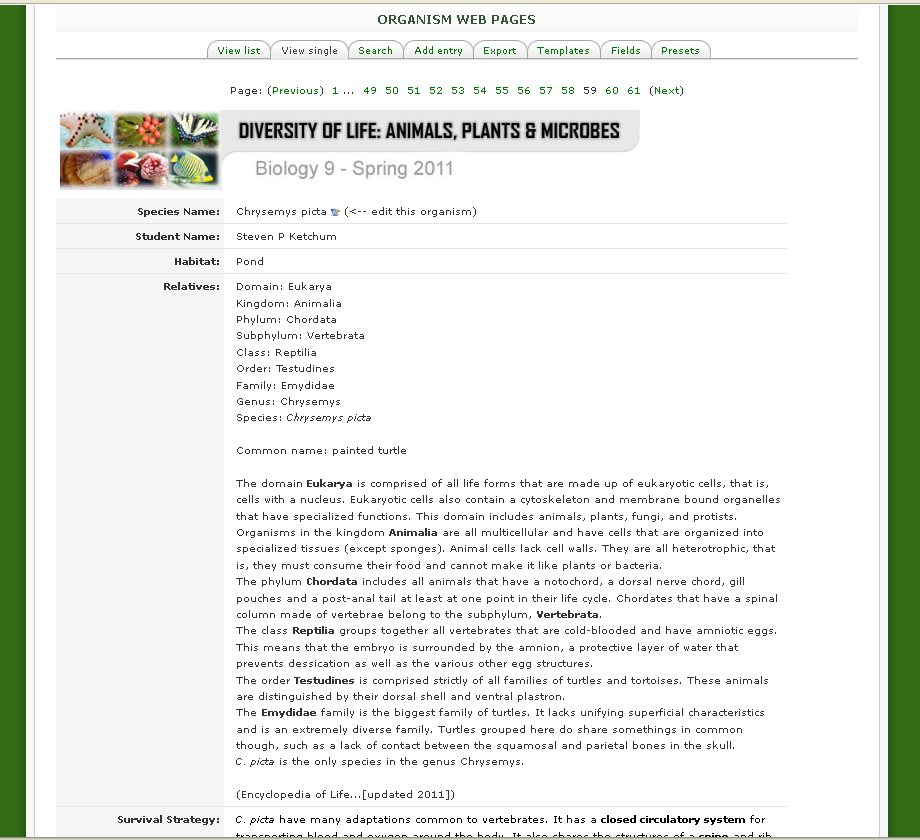 ORGANISM WEB PAGES
View list View single Search Add entry Export Templates Fields Presets
Page: (Previous) 1 ... 49 50 51 52 53 54 55 56 57 58 59 60 61 (Next)
DIVERSITY OF LIFE: ANIMALS, PLANTS & MICROBES
Biology 9 - Spring 2011
Species Name: Chrysemys picta (<-- edit this organism)
Student Name: Steven P Ketchum
Habitat: Pond
Relatives: Domain: Eukarya
Kingdom: Animalia
Phylum: Chordata
Subphylum: Vertebrata
Class: Reptilia
Order: Testudines
Family: Emydidae
Genus: Chrysemys
Species: Chrysemys picta
Common name: painted turtle
The domain Eukarya is comprised of all life forms that are made up of eukaryotic cells, that is,
cells with a nucleus. Eukaryotic cells also contain a cytoskeleton and membrane bound organelles
that have specialized functions. This domain includes animals, plants, fungi, and protists.
Organisms in the kingdom Animalia are all multicellular and have cells that are organized into
specialized tissues (except sponges). Animal cells lack cell walls. They are all heterotrophic, that
is, they must consume their food and cannot make it like plants or bacteria.
The phylum Chordata includes all animals that have a notochord, a dorsal nerve chord, gill
pouches and a post-anal tail at least at one point in their life cycle. Chordates that have a spinal
column made of vertebrae belong to the subphylum, Vertebrata.
The class Reptilia groups together all vertebrates that are cold-blooded and have amniotic eggs.
This means that the embryo is surrounded by the amnion, a protective layer of water that
prevents dessication as well as the various other egg structures.
The order Testudines is comprised strictly of all families of turtles and tortoises. These animals
are distinguished by their dorsal shell and ventral plastron.
The Emydidae family is the biggest family of turtles. It lacks unifying superficial characteristics
and is an extremely diverse family. Turtles grouped here do share somethings in common
though, such as a lack of contact between the squamosal and parietal bones in the skull.
C. picta is the only species in the genus Chrysemys.
(Encyclopedia of Life...[updated 2011])
Survival Strategy: C. picta have many adaptations common to vertebrates. It has a closed circulatory system for
transporting blood and oxygen around the body. It also shares the structures of a spine and rib